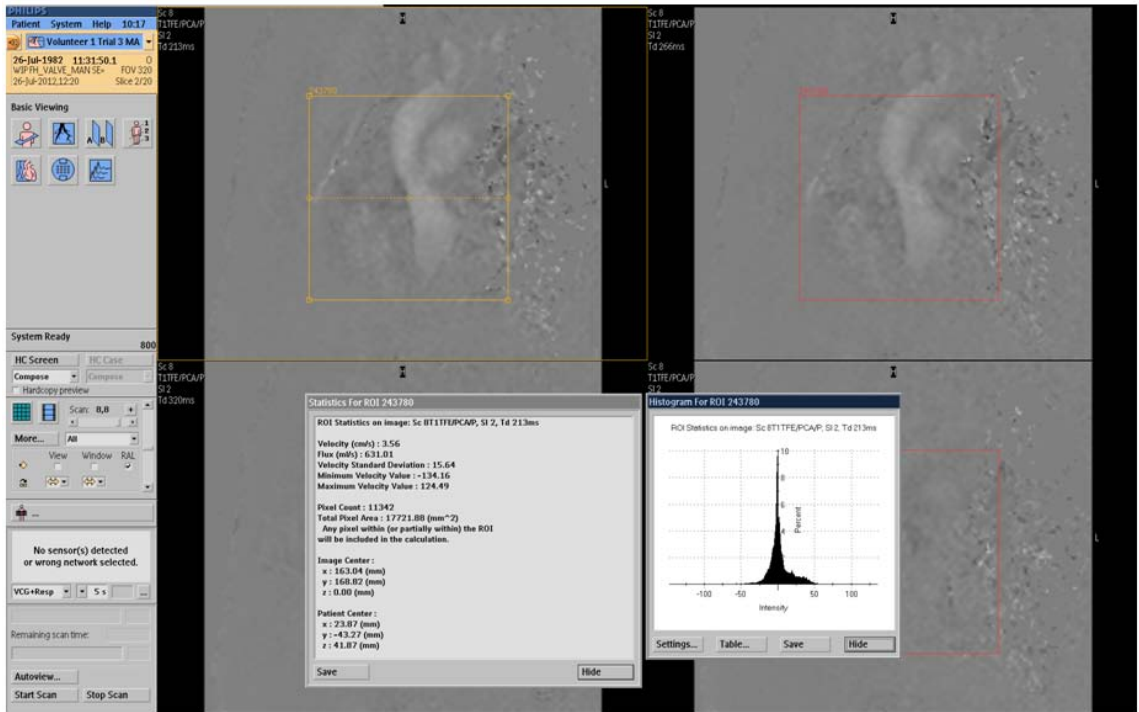 PHILIPS
Patient System Help 10:17
Volunteer 1 Trial 3 MA
26-Jul-1982 11:31:50.1 0
WIP FH_VALVE_MAN SE» FOV 320
26-Jul-2012,12:20 Slice 2/20
Basic Viewing
System Ready
800
HC Screen HC Case
Compose Compose
Hardcopy preview
Scan: 8,8 +
More... All
View Window RAL
...
No sensor(s) detected
or wrong network selected.
VCG+Resp 5 s ...
Remaining scan time:
Autoview...
Start Scan Stop Scan
Sc 8
T1TFE/PCA/P
Sl 2
Td 213ms
243780
L
Sc 8
T1TFE/PCA/P
Sl 2
Td 266ms
L
Sc 8
T1TFE/PCA/P
Sl 2
Td 320ms
Sc 8
T1TFE/PCA/P
L
Statistics For ROI 243780
ROI Statistics on image: Sc 8T1TFE/PCA/P, Sl 2, Td 213ms
Velocity (cm/s) : 3.56
Flux (ml/s) : 631.01
Velocity Standard Deviation : 15.64
Minimum Velocity Value : -134.16
Maximum Velocity Value : 124.49
Pixel Count : 11342
Total Pixel Area : 17721.88 (mm^2)
Any pixel within (or partially within) the ROI
will be included in the calculation.
Image Center :
x : 163.04 (mm)
y : 168.82 (mm)
z : 0.00 (mm)
Patient Center :
x : 23.87 (mm)
y : -43.27 (mm)
z : 41.87 (mm)
Save Hide
Histogram For ROI 243780
ROI Statistics on image: Sc 8T1TFE/PCA/P, Sl 2, Td 213ms
10
Percent
-100 -50 50 100
Intensity
Settings... Table... Save Hide